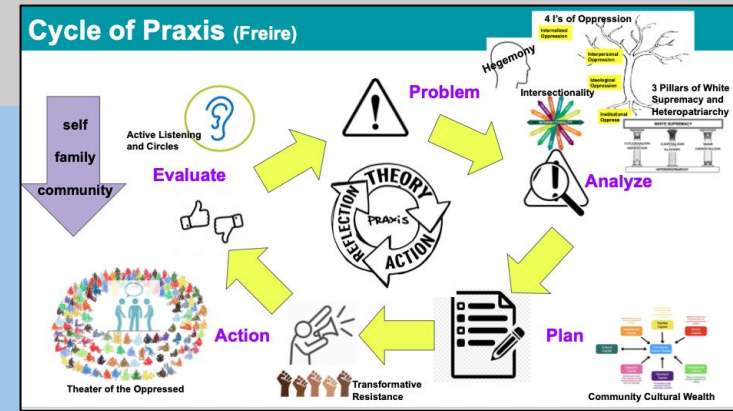 Cycle of Praxis (Freire)
4 I's of Oppression
Internalized
Oppression
Interpersonal
Oppression
Ideological
Oppression
Institutional
Oppress
Hegemony
Intersectionality
3 Pillars of White
Supremacy and
Heteropatriarchy
WHITE SUPREMACY
HETEROPATRIARCHY
Problem
Analyze
self
family
community
Active Listening
and Circles
Evaluate
THEORY
ACTION
REFLECTION
PRAXIS
Action
Plan
Theater of the Oppressed
Transformative
Resistance
Community Cultural Wealth